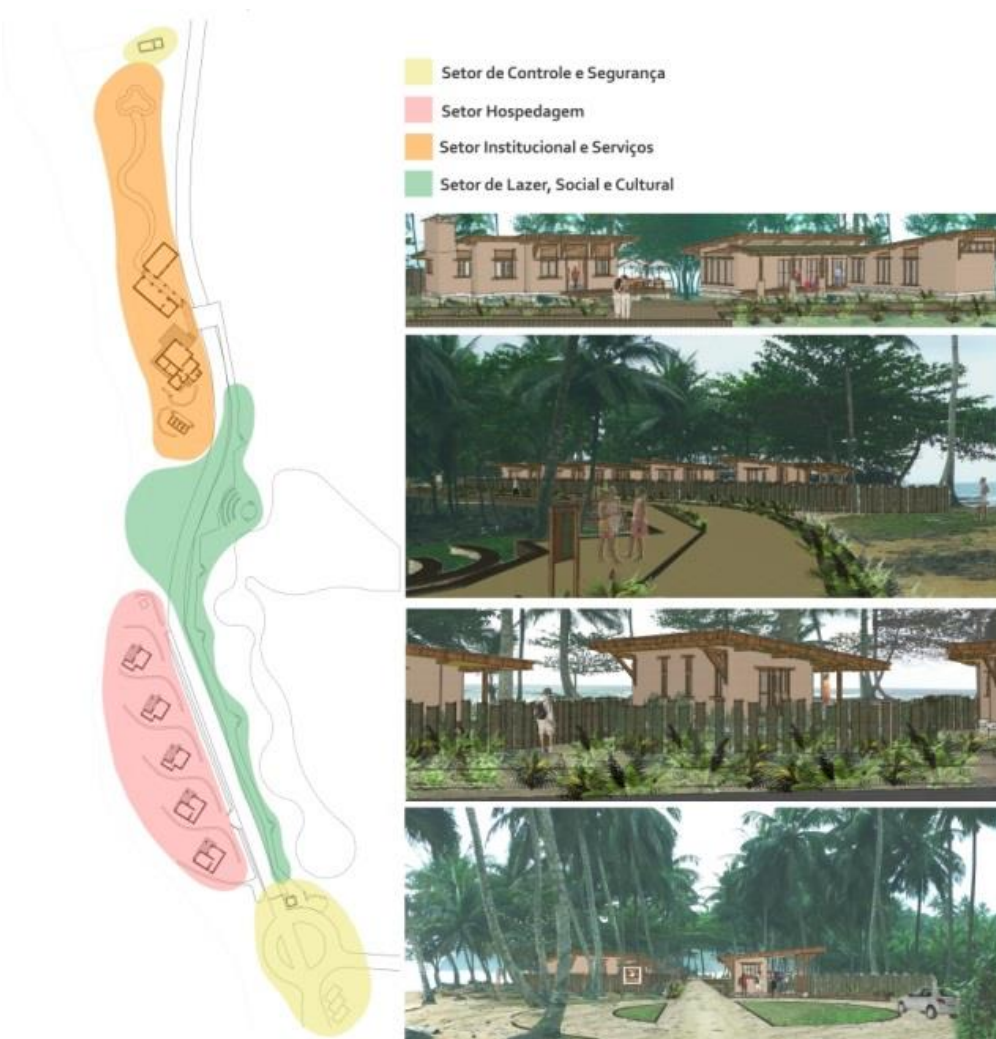 Setor de Controle e Segurança
Setor Hospedagem
Setor Institucional e Serviços
Setor de Lazer, Social e Cultural